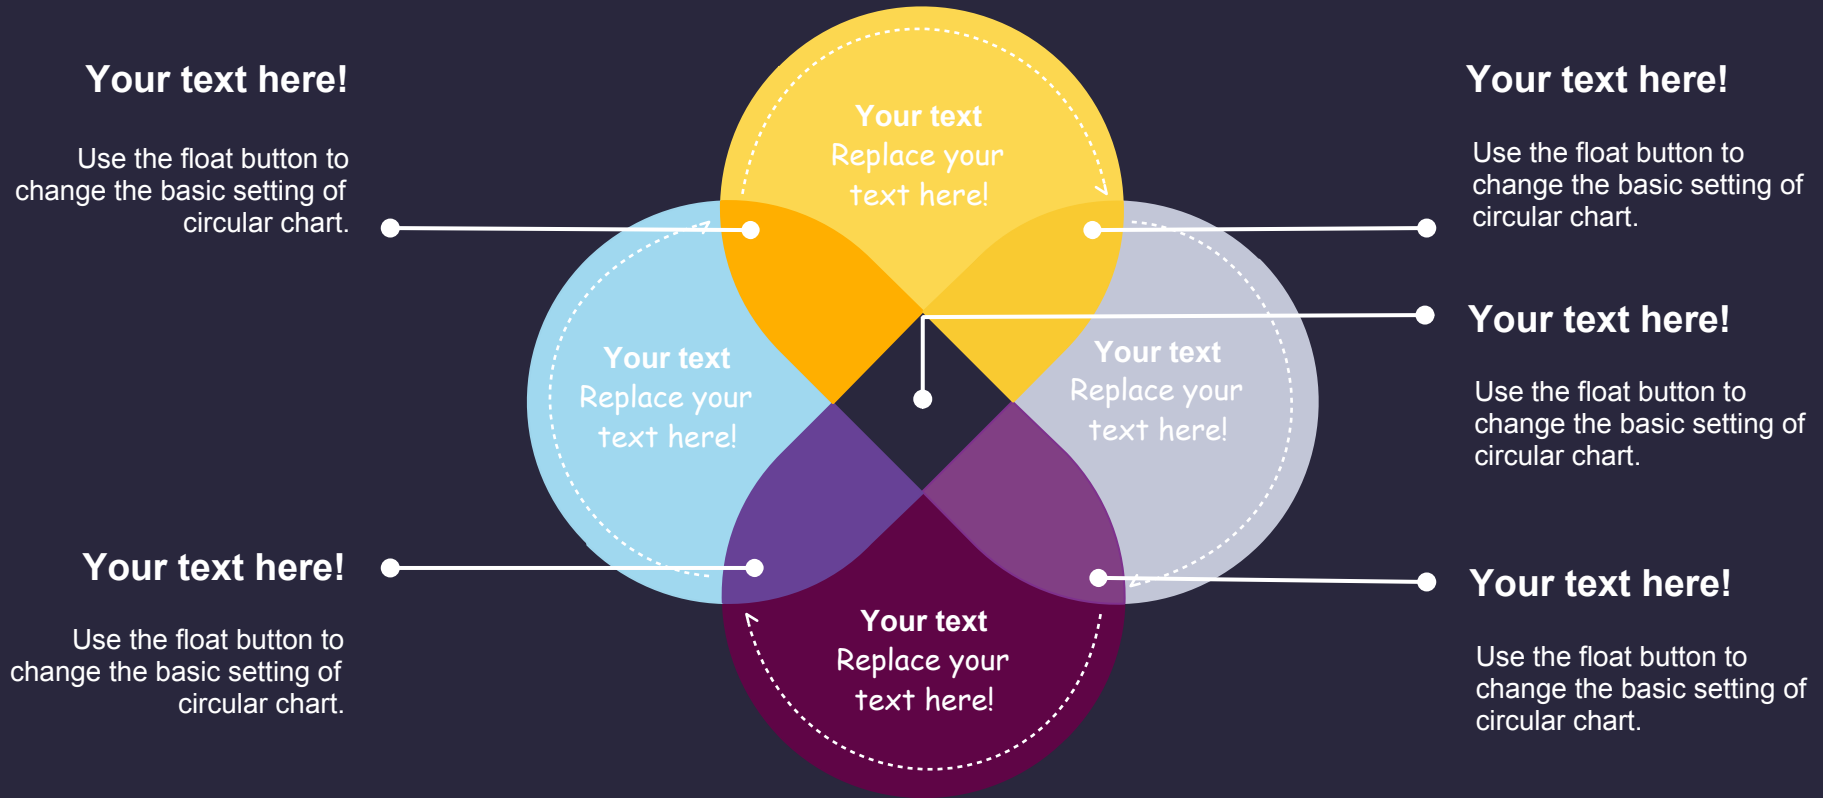 Your text here!
Use the float button to
change the basic setting of
circular chart.
Your text here!
Use the float button to
change the basic setting of
circular chart.
Your text
Replace your
text here!
Your text
Replace your
text here!
Your text
Replace your
text here!
Your text
Replace your
text here!
Your text here!
Use the float button to
change the basic setting of
circular chart.
Your text here!
Use the float button to
change the basic setting of
circular chart.
Your text here!
Use the float button to
change the basic setting of
circular chart.